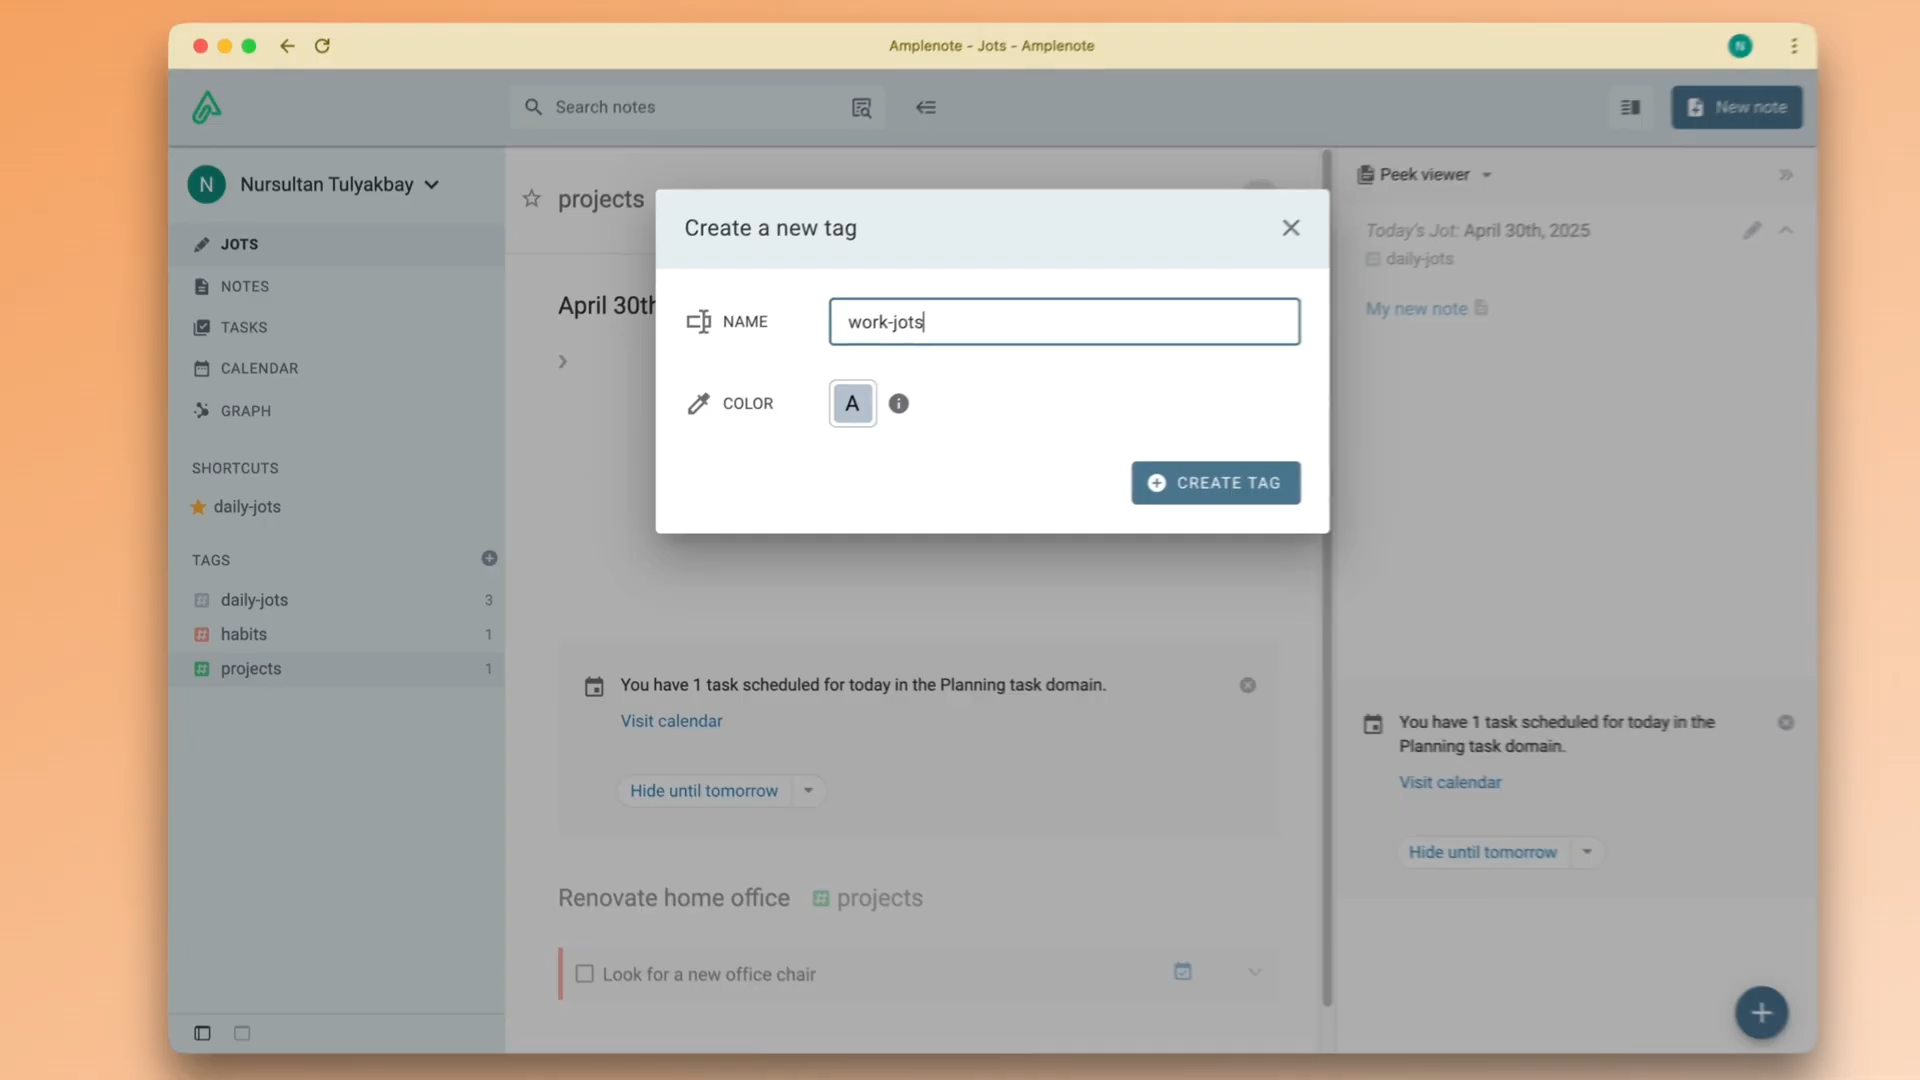 Amplenote - Jots - Amplenote
N
Search notes
New note
N
Nursultan Tulyakbay
JOTS
NOTES
TASKS
CALENDAR
GRAPH
SHORTCUTS
daily-jots
TAGS
daily-jots 3
habits 1
projects 1
projects
April 30th
Create a new tag
NAME
work-jots
COLOR
A
CREATE TAG
You have 1 task scheduled for today in the Planning task domain.
Visit calendar
Hide until tomorrow
Renovate home office projects
Look for a new office chair
Peek viewer
Today's Jot: April 30th, 2025
daily-jots
My new note
You have 1 task scheduled for today in the
Planning task domain.
Visit calendar
Hide until tomorrow